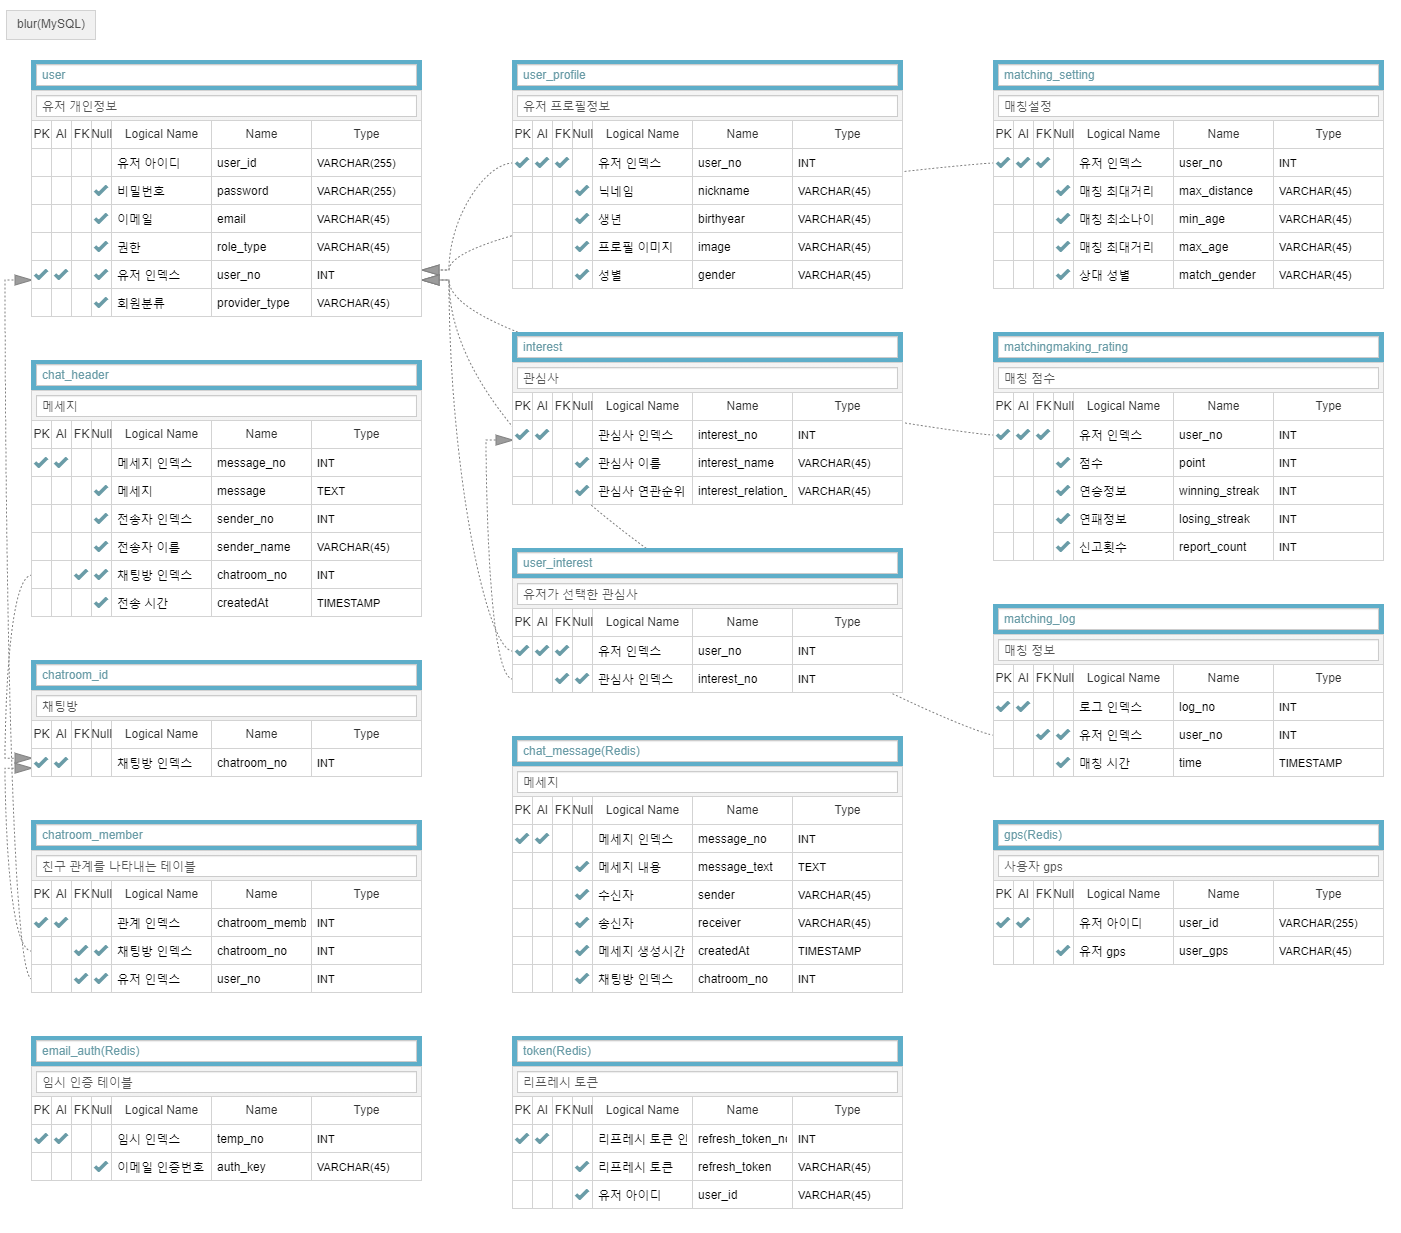 blur(MySQL)
user
유저 개인정보
PK AI FK Null Logical Name Name Type
유저 아이디 user_id VARCHAR(255)
비밀번호 password VARCHAR(255)
이메일 email VARCHAR(45)
권한 role_type VARCHAR(45)
유저 인덱스 user_no INT
회원분류 provider_type VARCHAR(45)
chat_header
메세지
PK AI FK Null Logical Name Name Type
메세지 인덱스 message_no INT
메세지 message TEXT
전송자 인덱스 sender_no INT
전송자 이름 sender_name VARCHAR(45)
채팅방 인덱스 chatroom_no INT
전송 시간 createdAt TIMESTAMP
chatroom_id
채팅방
PK AI FK Null Logical Name Name Type
채팅방 인덱스 chatroom_no INT
chatroom_member
친구 관계를 나타내는 테이블
PK AI FK Null Logical Name Name Type
관계 인덱스 chatroom_memb INT
채팅방 인덱스 chatroom_no INT
유저 인덱스 user_no INT
email_auth(Redis)
임시 인증 테이블
PK AI FK Null Logical Name Name Type
임시 인덱스 temp_no INT
이메일 인증번호 auth_key VARCHAR(45)
user_profile
유저 프로필정보
PK AI FK Null Logical Name Name Type
유저 인덱스 user_no INT
닉네임 nickname VARCHAR(45)
생년 birthyear VARCHAR(45)
프로필 이미지 image VARCHAR(45)
성별 gender VARCHAR(45)
interest
관심사
PK AI FK Null Logical Name Name Type
관심사 인덱스 interest_no INT
관심사 이름 interest_name VARCHAR(45)
관심사 연관순위 interest_relation_ VARCHAR(45)
user_interest
유저가 선택한 관심사
PK AI FK Null Logical Name Name Type
유저 인덱스 user_no INT
관심사 인덱스 interest_no INT
chat_message(Redis)
메세지
PK AI FK Null Logical Name Name Type
메세지 인덱스 message_no INT
메세지 내용 message_text TEXT
수신자 sender VARCHAR(45)
송신자 receiver VARCHAR(45)
메세지 생성시간 createdAt TIMESTAMP
채팅방 인덱스 chatroom_no INT
token(Redis)
리프레시 토큰
PK AI FK Null Logical Name Name Type
리프레시 토큰 인 refresh_token_no INT
리프레시 토큰 refresh_token VARCHAR(45)
유저 아이디 user_id VARCHAR(45)
matching_setting
매칭설정
PK AI FK Null Logical Name Name Type
유저 인덱스 user_no INT
매칭 최대거리 max_distance VARCHAR(45)
매칭 최소나이 min_age VARCHAR(45)
매칭 최대거리 max_age VARCHAR(45)
상대 성별 match_gender VARCHAR(45)
matchingmaking_rating
매칭 점수
PK AI FK Null Logical Name Name Type
유저 인덱스 user_no INT
점수 point INT
연승정보 winning_streak INT
연패정보 losing_streak INT
신고횟수 report_count INT
matching_log
매칭 정보
PK AI FK Null Logical Name Name Type
로그 인덱스 log_no INT
유저 인덱스 user_no INT
매칭 시간 time TIMESTAMP
gps(Redis)
사용자 gps
PK AI FK Null Logical Name Name Type
유저 아이디 user_id VARCHAR(255)
유저 gps user_gps VARCHAR(45)